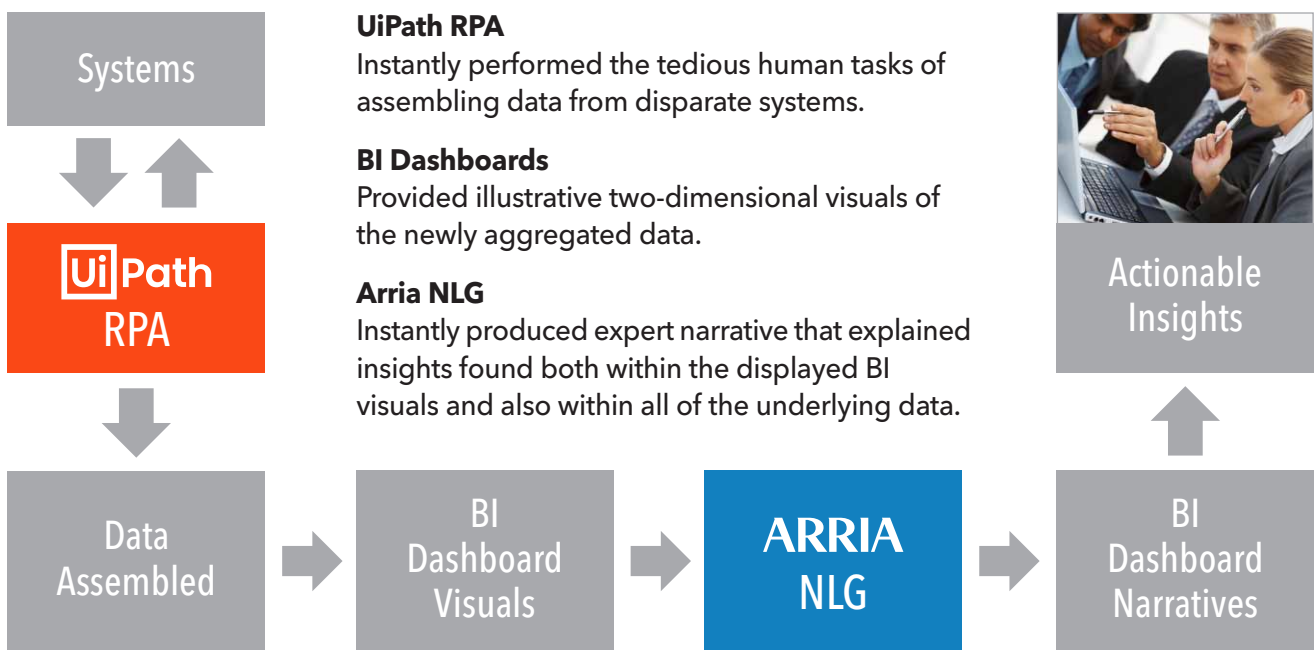 Systems
UiPath
RPA
Data
Assembled
UiPath RPA
Instantly performed the tedious human tasks of
assembling data from disparate systems.
BI Dashboards
Provided illustrative two-dimensional visuals of
the newly aggregated data.
Arria NLG
Instantly produced expert narrative that explained
insights found both within the displayed BI
visuals and also within all of the underlying data.
BI
Dashboard
Visuals
ARRIA
NLG
BI
Dashboard
Narratives
Actionable
Insights